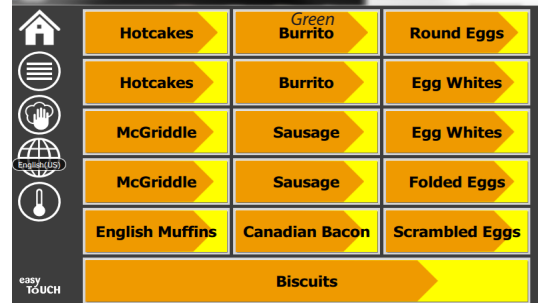 Green
Hotcakes Burrito Round Eggs
Hotcakes Burrito Egg Whites
McGriddle Sausage Egg Whites
English(US)
McGriddle Sausage Folded Eggs
English Muffins Canadian Bacon Scrambled Eggs
Biscuits
easy
TōUCH